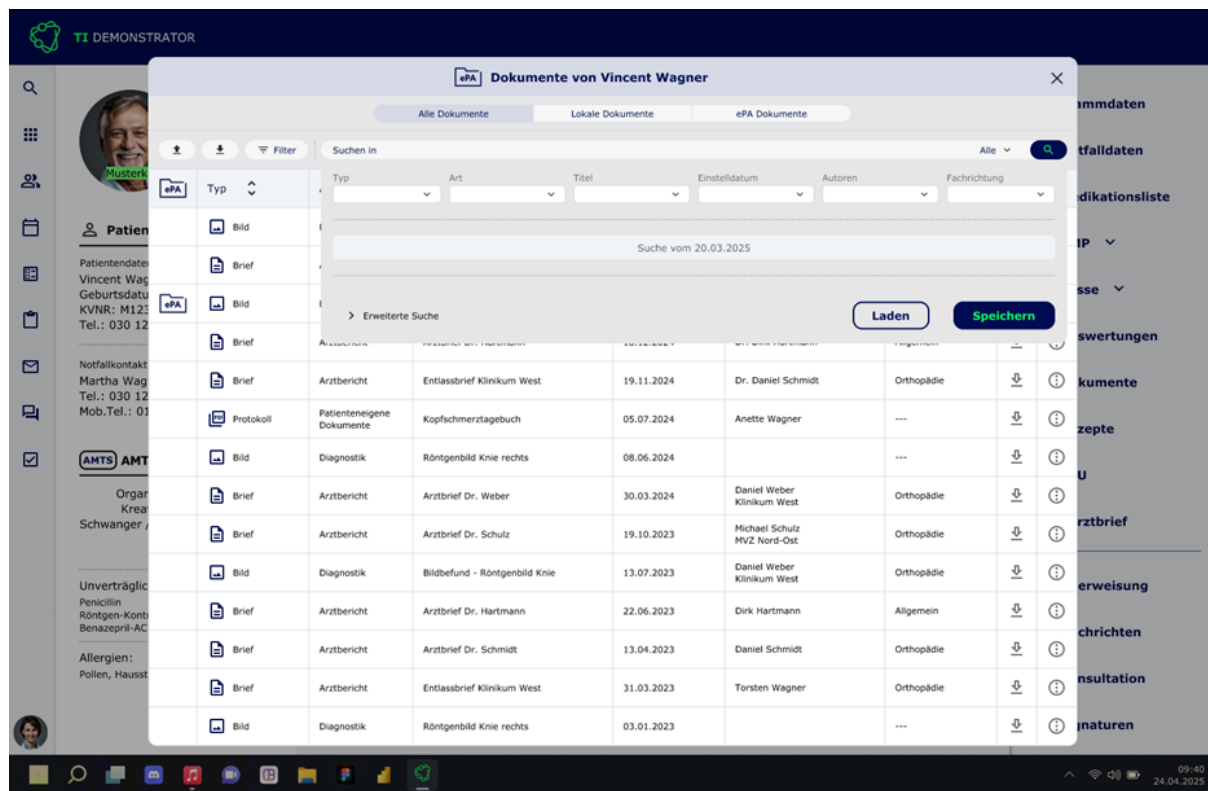 TI DEMONSTRATOR
ePA Dokumente von Vincent Wagner
Alle Dokumente Lokale Dokumente ePA Dokumente
Filter Suchen in Alle
Typ Art Titel Einstelldatum Autoren Fachrichtung
ePA Typ
Suche vom 20.03.2025
Erweiterte Suche Laden Speichern
Bild
Brief
ePA Bild
Brief
Brief Arztbericht Entlassbrief Klinikum West 19.11.2024 Dr. Daniel Schmidt Orthopädie
PDF Protokoll Patienteneigene Dokumente Kopfschmerztagebuch 05.07.2024 Anette Wagner ---
Bild Diagnostik Röntgenbild Knie rechts 08.06.2024 ---
Brief Arztbericht Arztbrief Dr. Weber 30.03.2024 Daniel Weber Klinikum West Orthopädie
Brief Arztbericht Arztbrief Dr. Schulz 19.10.2023 Michael Schulz MVZ Nord-Ost Orthopädie
Bild Diagnostik Bildbefund - Röntgenbild Knie 13.07.2023 Daniel Weber Klinikum West Orthopädie
Brief Arztbericht Arztbrief Dr. Hartmann 22.06.2023 Dirk Hartmann Allgemein
Brief Arztbericht Arztbrief Dr. Schmidt 13.04.2023 Daniel Schmidt Orthopädie
Brief Arztbericht Entlassbrief Klinikum West 31.03.2023 Torsten Wagner Orthopädie
Bild Diagnostik Röntgenbild Knie rechts 03.01.2023 ---
Musterk
Patien
Patientendate
Vincent Wag
Geburtsdatu
KVNR: M123
Tel.: 030 12
Notfallkontakt
Martha Wag
Tel.: 030 12
Mob.Tel.: 01
AMTS AMT
Organ
Krea
Schwanger /
Unverträglic
Penicillin
Röntgen-Kont
Benazepril-AC
Allergien:
Pollen, Hausst
ammdaten
tfalldaten
dikationsliste
IP
sse
swertungen
kumente
zepte
U
rztbrief
erweisung
chrichten
nsultation
gnaturen
09:40
24.04.2025